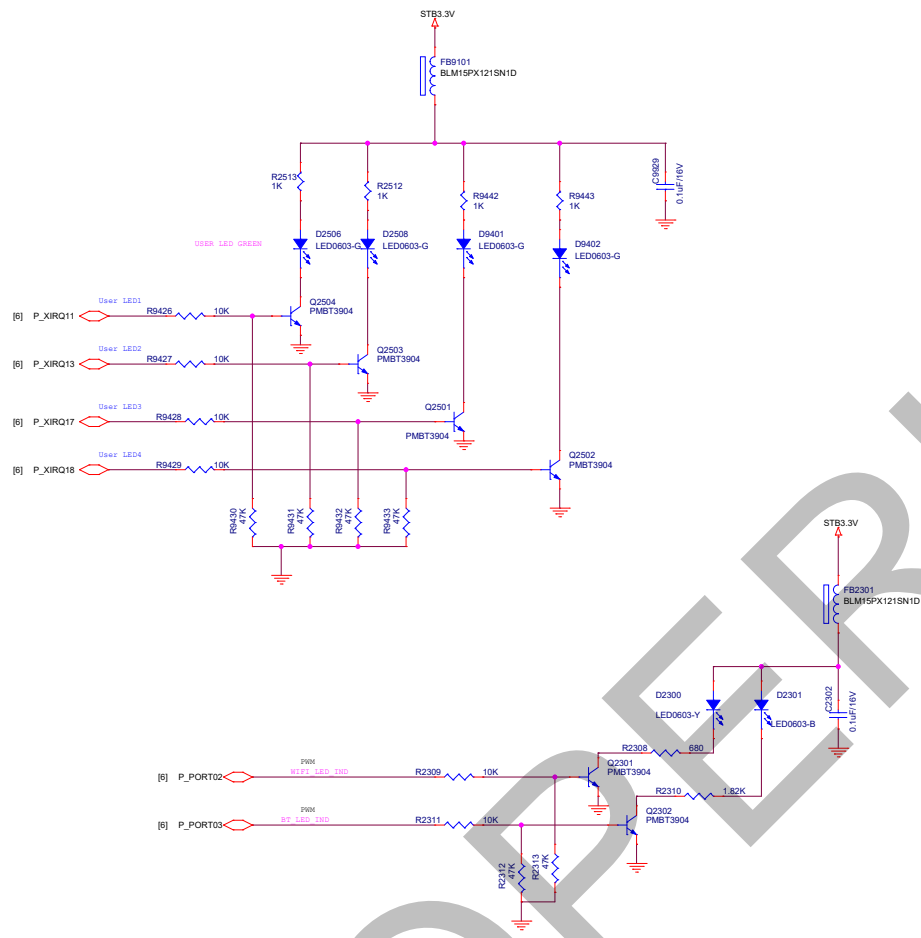 STB3.3V
FB9101
BLM15PX121SN1D
R2513
1K
R2512
1K
R9442
1K
R9443
1K
C9929
0.1uF/16V
USER LED GREEN
D2506
LED0603-G
D2508
LED0603-G
D9401
LED0603-G
D9402
LED0603-G
User LED1
[6] P_XIRQ11
R9426 10K
Q2504
PMBT3904
User LED2
[6] P_XIRQ13
R9427 10K
Q2503
PMBT3904
User LED3
[6] P_XIRQ17
R9428 10K
Q2501
PMBT3904
User LED4
[6] P_XIRQ18
R9429 10K
Q2502
PMBT3904
R9430
47K
R9431
47K
R9432
47K
R9433
47K
STB3.3V
FB2301
BLM15PX121SN1D
D2300
LED0603-Y
D2301
LED0603-B
C2302
0.1uF/16V
R2308 680
PWM
[6] P_PORT02
WIFI_LED_IND
R2309 10K
Q2301
PMBT3904
R2310 1.82K
PWM
[6] P_PORT03
BT_LED_IND
R2311 10K
Q2302
PMBT3904
R2312
47K
R2313
47K